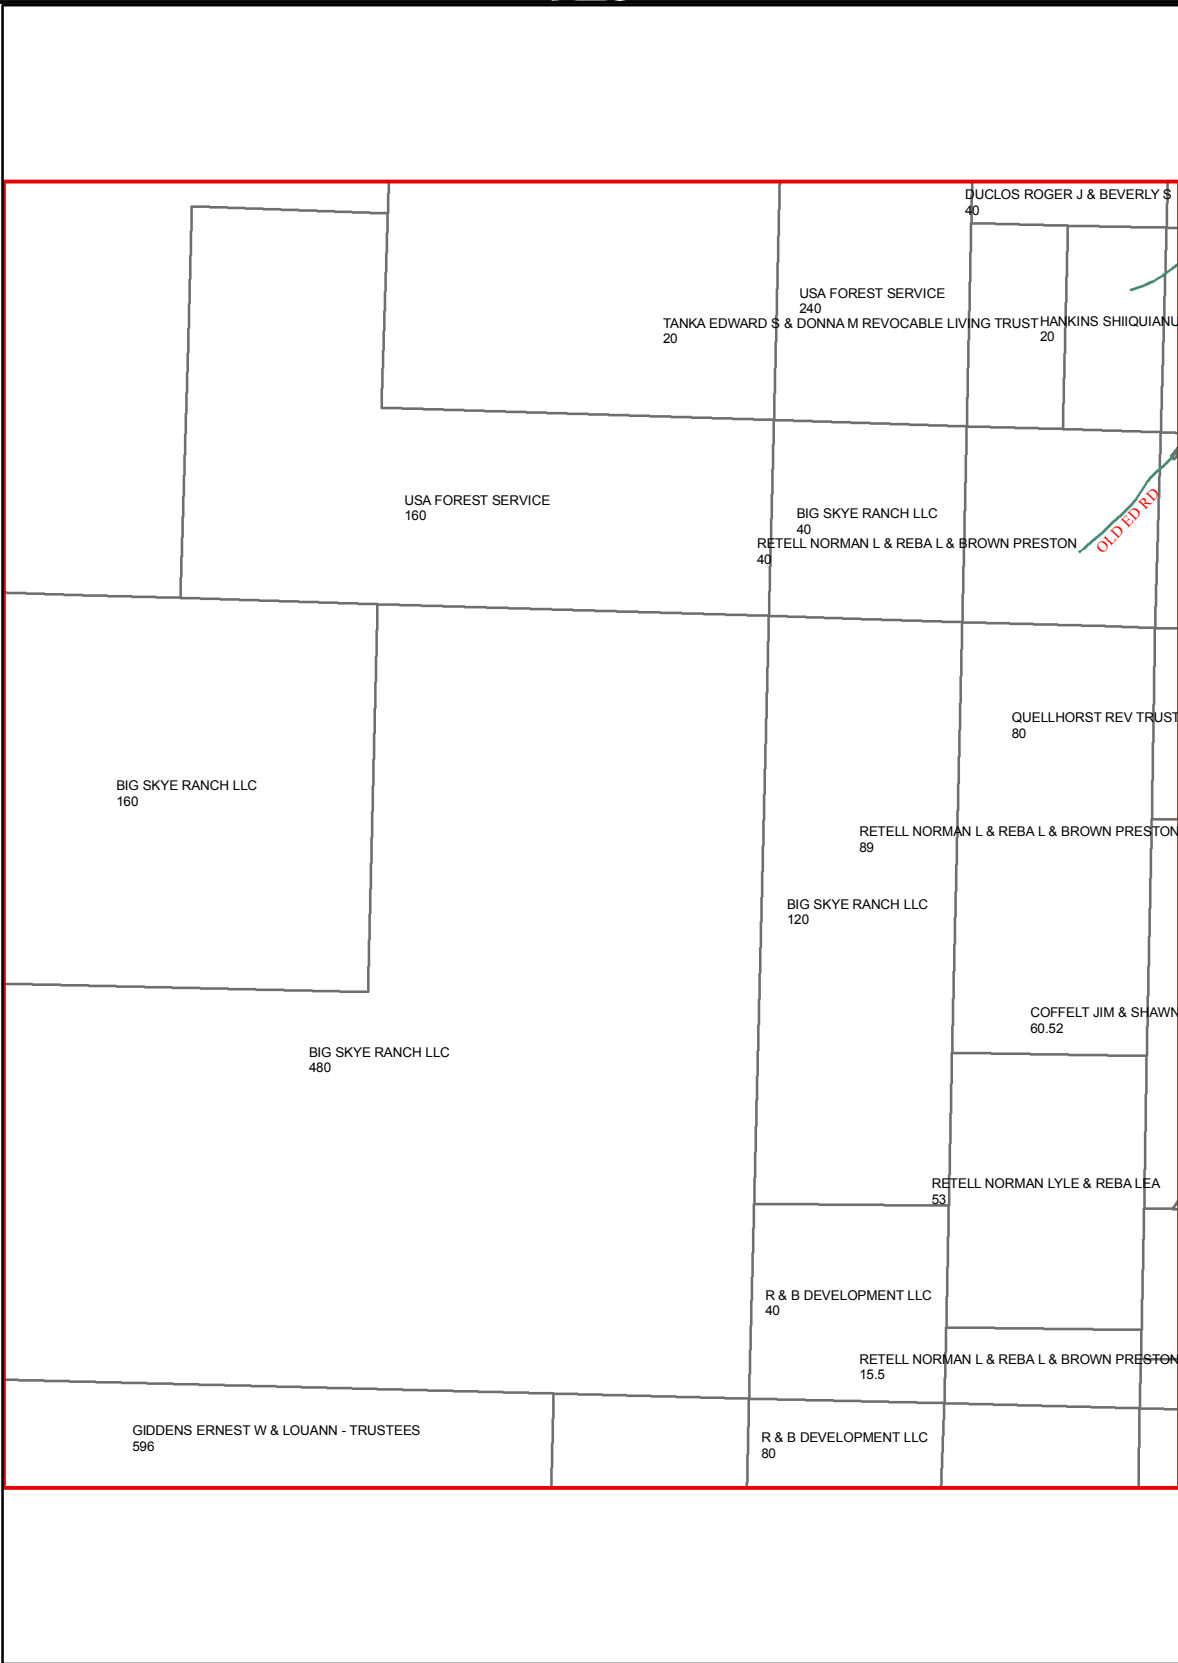 DUCLOS ROGER J & BEVERLY S
40
USA FOREST SERVICE
240
TANKA EDWARD S & DONNA M REVOCABLE LIVING TRUST
20
HANKINS SHIIQUIANU
20
USA FOREST SERVICE
160
BIG SKYE RANCH LLC
40
RETELL NORMAN L & REBA L & BROWN PRESTON
40
OLD ED RD
QUELLHORST REV TRUST
80
BIG SKYE RANCH LLC
160
RETELL NORMAN L & REBA L & BROWN PRESTON
89
BIG SKYE RANCH LLC
120
COFFELT JIM & SHAWN
60.52
BIG SKYE RANCH LLC
480
RETELL NORMAN LYLE & REBA LEA
53
R & B DEVELOPMENT LLC
40
RETELL NORMAN L & REBA L & BROWN PRESTON
15.5
GIDDENS ERNEST W & LOUANN - TRUSTEES
596
R & B DEVELOPMENT LLC
80